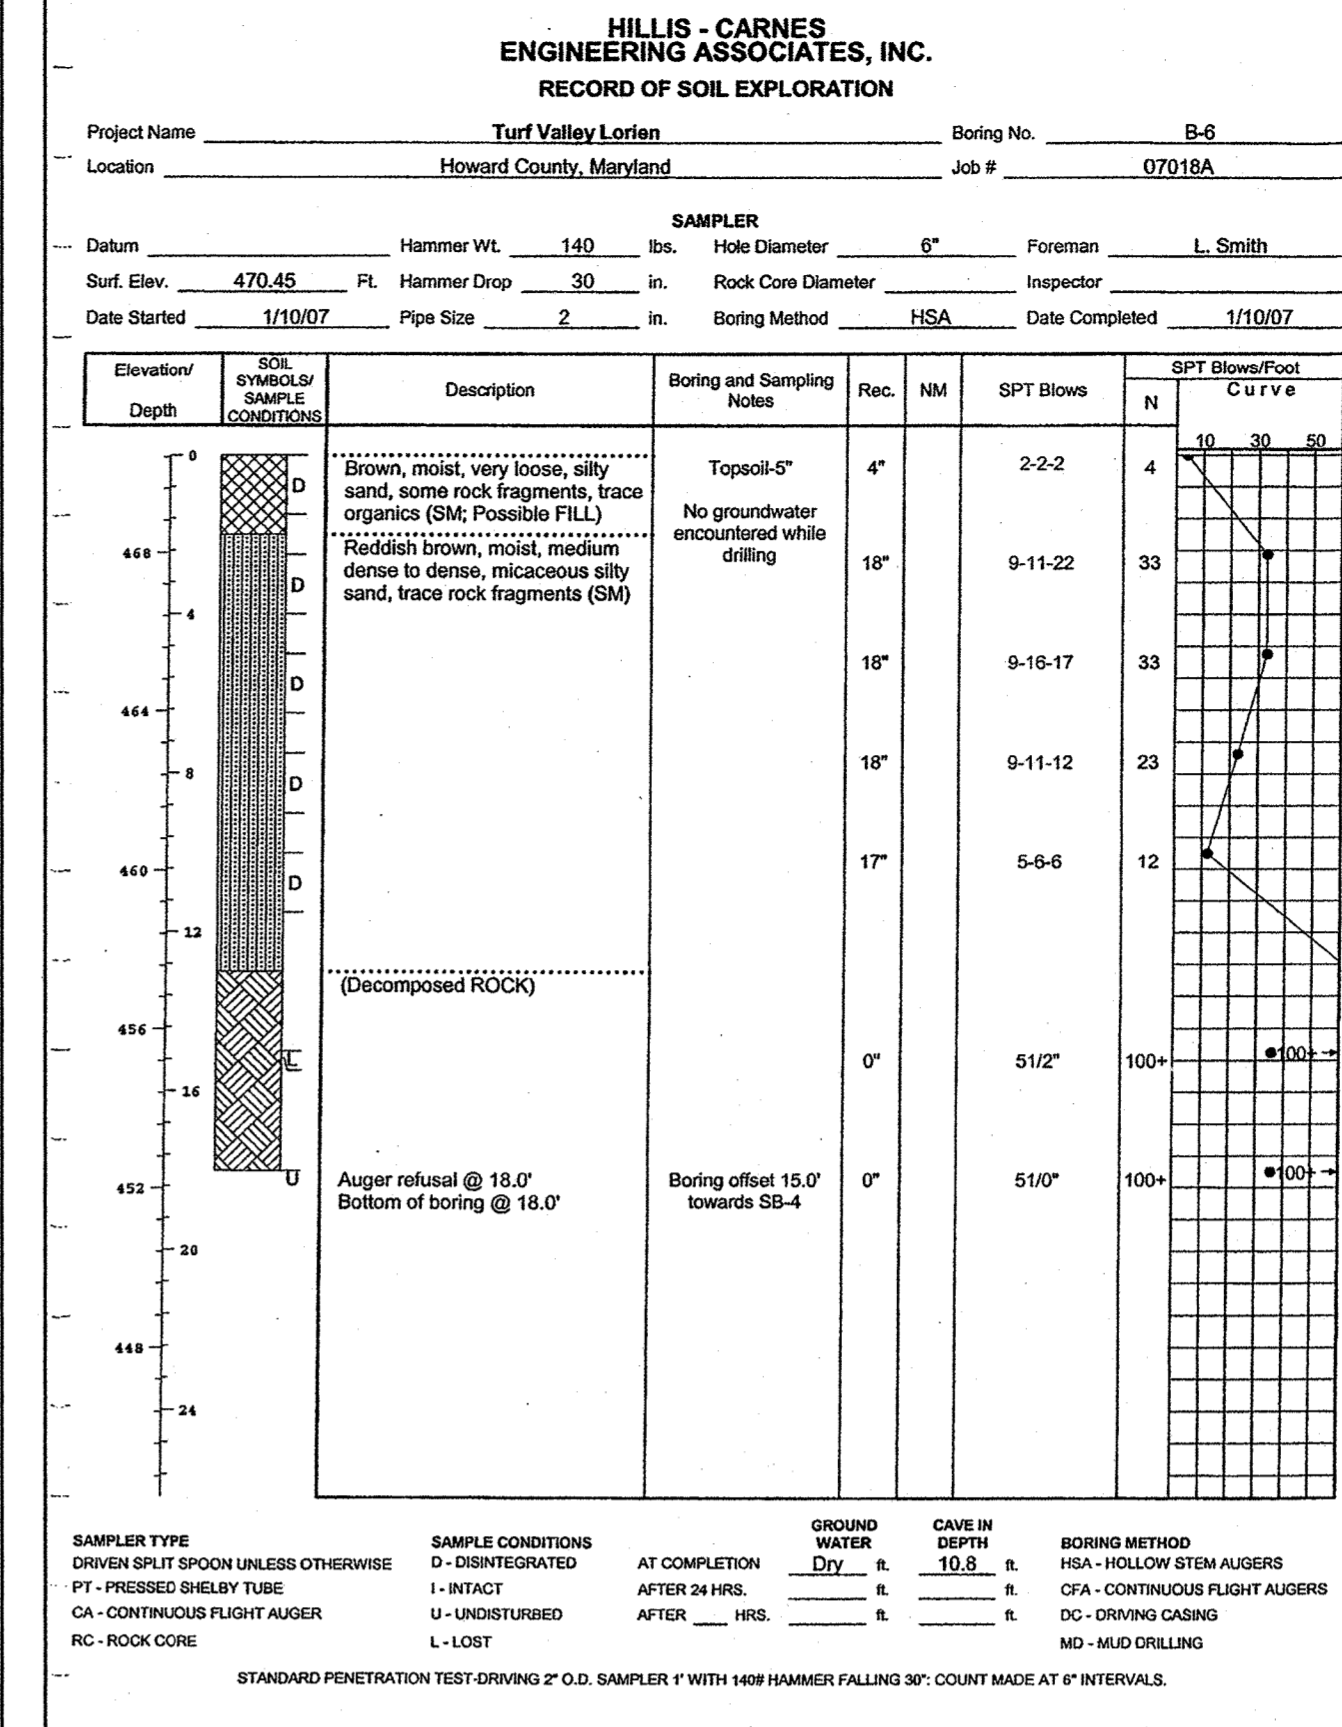 HILLIS - CARNES
ENGINEERING ASSOCIATES, INC.
RECORD OF SOIL EXPLORATION
Project Name Turf Valley Lorien Boring No. B-6
Location Howard County, Maryland Job # 07018A
SAMPLER
Datum Hammer Wt. 140 lbs. Hole Diameter 6" Foreman L. Smith
Surf. Elev. 470.45 Ft. Hammer Drop 30 in. Rock Core Diameter Inspector
Date Started 1/10/07 Pipe Size 2 in. Boring Method HSA Date Completed 1/10/07
Elevation/ Depth
SOIL SYMBOLS/ SAMPLE CONDITIONS
Description
Boring and Sampling Notes
Rec.
NM
SPT Blows
SPT Blows/Foot
N
Curve
10 30 50
0
D
Brown, moist, very loose, silty
sand, some rock fragments, trace
organics (SM; Possible FILL)
Topsoil-5"
4" 2-2-2 4
No groundwater
encountered while
drilling
468
D
Reddish brown, moist, medium
dense to dense, micaceous silty
sand, trace rock fragments (SM)
18" 9-11-22 33
4
D
18" 9-16-17 33
464
8
D
18" 9-11-12 23
460
D
17" 5-6-6 12
12
(Decomposed ROCK)
456
L
0" 51/2" 100+ 100+
16
452
U
Auger refusal @ 18.0'
Bottom of boring @ 18.0'
Boring offset 15.0'
towards SB-4
0" 51/0" 100+ 100+
20
448
24
SAMPLER TYPE
DRIVEN SPLIT SPOON UNLESS OTHERWISE
PT - PRESSED SHELBY TUBE
CA - CONTINUOUS FLIGHT AUGER
RC - ROCK CORE
SAMPLE CONDITIONS
D - DISINTEGRATED
I - INTACT
U - UNDISTURBED
L - LOST
GROUND WATER CAVE IN DEPTH
AT COMPLETION Dry ft. 10.8 ft.
AFTER 24 HRS. ft. ft.
AFTER ____ HRS. ft. ft.
BORING METHOD
HSA - HOLLOW STEM AUGERS
CFA - CONTINUOUS FLIGHT AUGERS
DC - DRIVING CASING
MD - MUD DRILLING
STANDARD PENETRATION TEST-DRIVING 2" O.D. SAMPLER 1' WITH 140# HAMMER FALLING 30": COUNT MADE AT 6" INTERVALS.